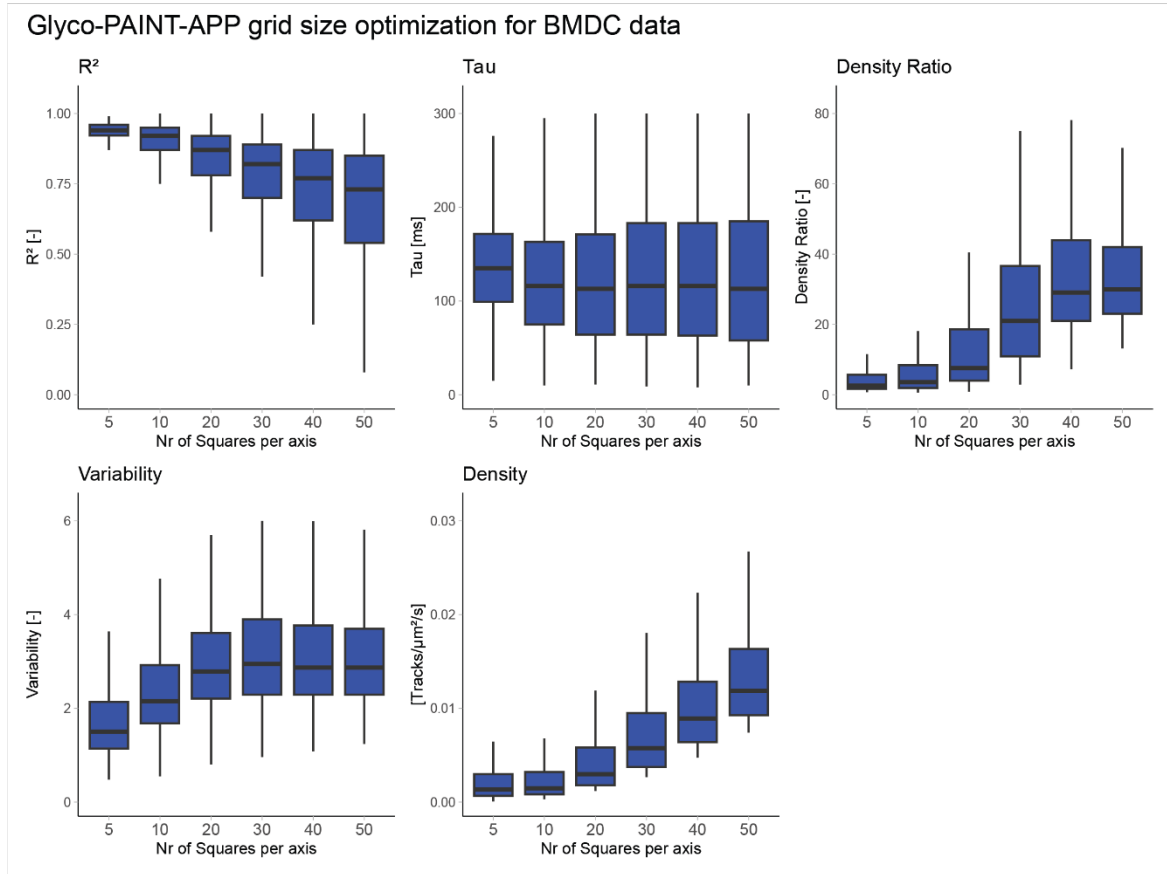 Glyco-PAINT-APP grid size optimization for BMDC data
R²
R² [-]
1.00
0.75
0.50
0.25
0.00
5 10 20 30 40 50
Nr of Squares per axis
Tau
Tau [ms]
300
200
100
0
5 10 20 30 40 50
Nr of Squares per axis
Density Ratio
Density Ratio [-]
80
60
40
20
0
5 10 20 30 40 50
Nr of Squares per axis
Variability
Variability [-]
6
4
2
0
5 10 20 30 40 50
Nr of Squares per axis
Density
[Tracks/μm²/s]
0.03
0.02
0.01
0.00
5 10 20 30 40 50
Nr of Squares per axis